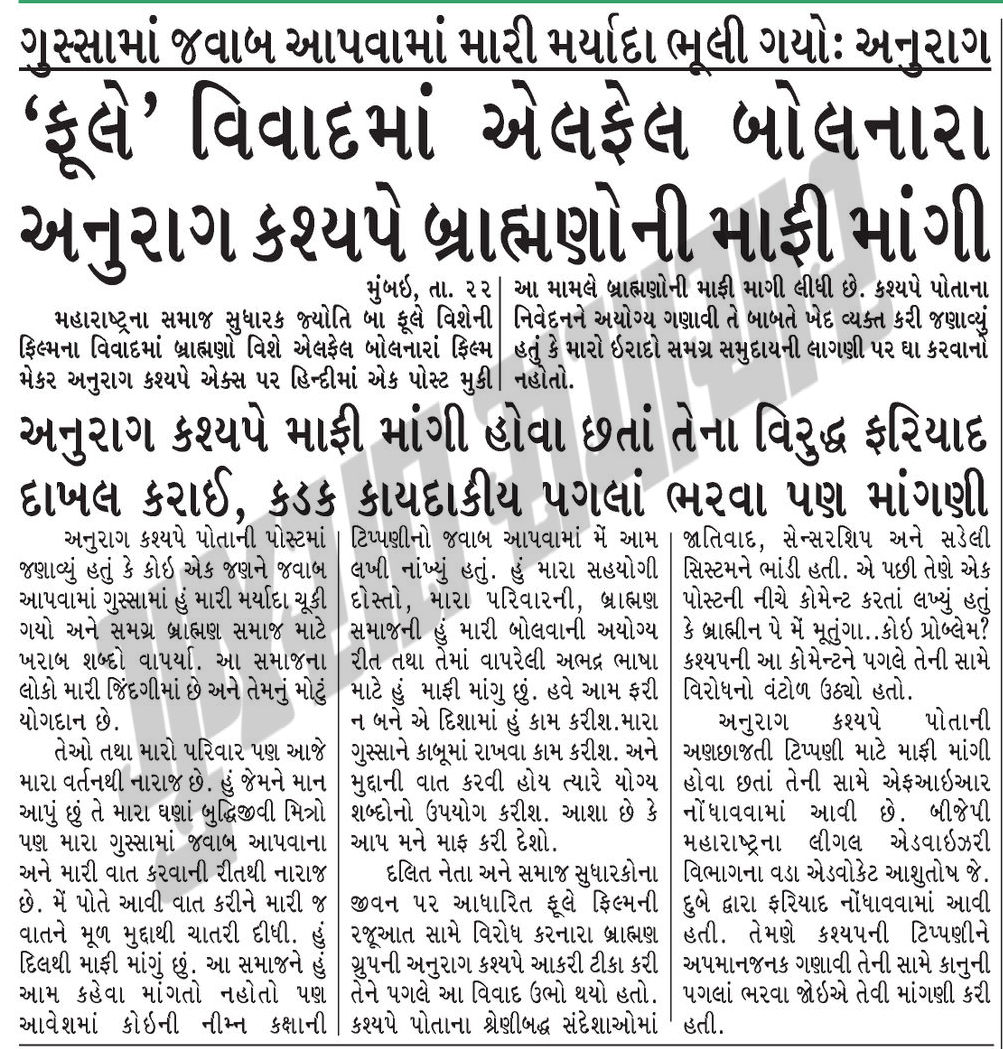 ગુસ્સામાં જવાબ આપવામાં મારી મર્યાદા ભૂલી ગયો: અનુરાગ
‘ફૂલે’ વિવાદમાં એલફેલ બોલનારા
અનુરાગ કશ્યપે બ્રાહ્મણોની માફી માંગી
મુંબઇ, તા. ૨૨
મહારાષ્ટ્રના સમાજ સુધારક જ્યોતિ બા ફૂલે વિશેની
ફિલ્મના વિવાદમાં બ્રાહ્મણો વિશે એલફેલ બોલનારાં ફિલ્મ
મેકર અનુરાગ કશ્યપે એક્સ પર હિન્દીમાં એક પોસ્ટ મુકી
આ મામલે બ્રાહ્મણોની માફી માગી લીધી છે. કશ્યપે પોતાના
નિવેદનને અયોગ્ય ગણાવી તે બાબતે ખેદ વ્યક્ત કરી જણાવ્યું
હતું કે મારો ઇરાદો સમગ્ર સમુદાયની લાગણી પર ઘા કરવાનો
નહોતો.
અનુરાગ કશ્યપે માફી માંગી હોવા છતાં તેના વિરુદ્ધ ફરિયાદ
દાખલ કરાઈ, કડક કાયદાકીય પગલાં ભરવા પણ માંગણી
અનુરાગ કશ્યપે પોતાની પોસ્ટમાં
જણાવ્યું હતું કે કોઇ એક જણને જવાબ
આપવામાં ગુસ્સામાં હું મારી મર્યાદા ચૂકી
ગયો અને સમગ્ર બ્રાહ્મણ સમાજ માટે
ખરાબ શબ્દો વાપર્યા. આ સમાજના
લોકો મારી જિંદગીમાં છે અને તેમનું મોટું
યોગદાન છે.
તેઓ તથા મારો પરિવાર પણ આજે
મારા વર્તનથી નારાજ છે. હું જેમને માન
આપું છું તે મારા ઘણાં બુદ્ધિજીવી મિત્રો
પણ મારા ગુસ્સામાં જવાબ આપવાના
અને મારી વાત કરવાની રીતથી નારાજ
છે. મેં પોતે આવી વાત કરીને મારી જ
વાતને મૂળ મુદ્દાથી ચાતરી દીધી. હું
દિલથી માફી માંગું છું. આ સમાજને હું
આમ કહેવા માંગતો નહોતો પણ
આવેશમાં કોઇની નીમ્ન કક્ષાની
ટિપ્પણીનો જવાબ આપવામાં મેં આમ
લખી નાંખ્યું હતું. હું મારા સહયોગી
દોસ્તો, મારા પરિવારની, બ્રાહ્મણ
સમાજની હું મારી બોલવાની અયોગ્ય
રીત તથા તેમાં વાપરેલી અભદ્ર ભાષા
માટે હું માફી માંગુ છું. હવે આમ ફરી
ન બને એ દિશામાં હું કામ કરીશ.મારા
ગુસ્સાને કાબૂમાં રાખવા કામ કરીશ. અને
મુદ્દાની વાત કરવી હોય ત્યારે યોગ્ય
શબ્દોનો ઉપયોગ કરીશ. આશા છે કે
આપ મને માફ કરી દેશો.
દલિત નેતા અને સમાજ સુધારકોના
જીવન પર આધારિત ફૂલે ફિલ્મની
રજૂઆત સામે વિરોધ કરનારા બ્રાહ્મણ
ગ્રુપની અનુરાગ કશ્યપે આકરી ટીકા કરી
તેને પગલે આ વિવાદ ઉભો થયો હતો.
કશ્યપે પોતાના શ્રેણીબદ્ધ સંદેશાઓમાં
જાતિવાદ, સેન્સરશિપ અને સડેલી
સિસ્ટમને ભાંડી હતી. એ પછી તેણે એક
પોસ્ટની નીચે કોમેન્ટ કરતાં લખ્યું હતું
કે બ્રાહ્મીન પે મેં મૂતુંગા..કોઇ પ્રોબ્લેમ?
કશ્યપની આ કોમેન્ટને પગલે તેની સામે
વિરોધનો વંટોળ ઉઠ્યો હતો.
અનુરાગ કશ્યપે પોતાની
અણછાજતી ટિપ્પણી માટે માફી માંગી
હોવા છતાં તેની સામે એફઆઇઆર
નોંધાવવામાં આવી છે. બીજેપી
મહારાષ્ટ્રના લીગલ એડવાઇઝરી
વિભાગના વડા એડવોકેટ આશુતોષ જે.
દુબે દ્વારા ફરિયાદ નોંધાવવામાં આવી
હતી. તેમણે કશ્યપની ટિપ્પણીને
અપમાનજનક ગણાવી તેની સામે કાનુની
પગલાં ભરવા જોઇએ તેવી માંગણી કરી
હતી.
ગુજરાત સમાચાર